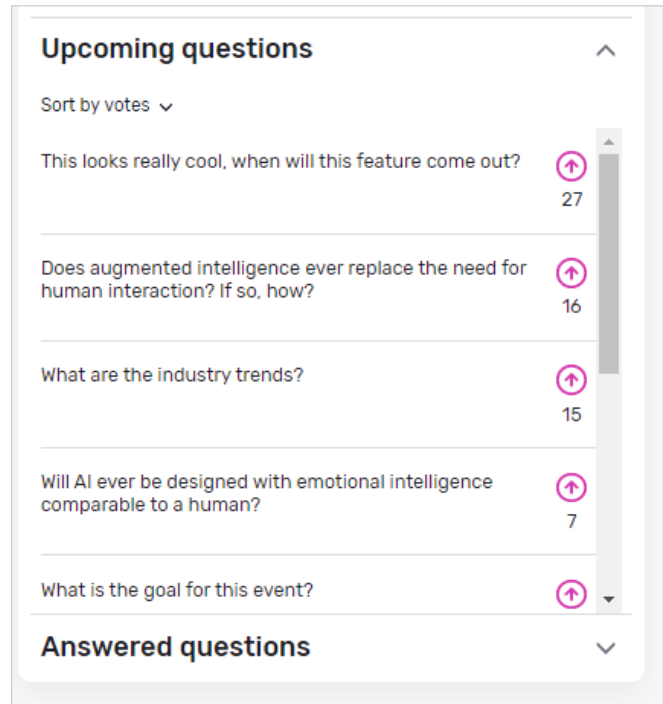 Upcoming questions
Sort by votes
This looks really cool, when will this feature come out?
27
Does augmented intelligence ever replace the need for
human interaction? If so, how?
16
What are the industry trends?
15
Will AI ever be designed with emotional intelligence
comparable to a human?
7
What is the goal for this event?
Answered questions